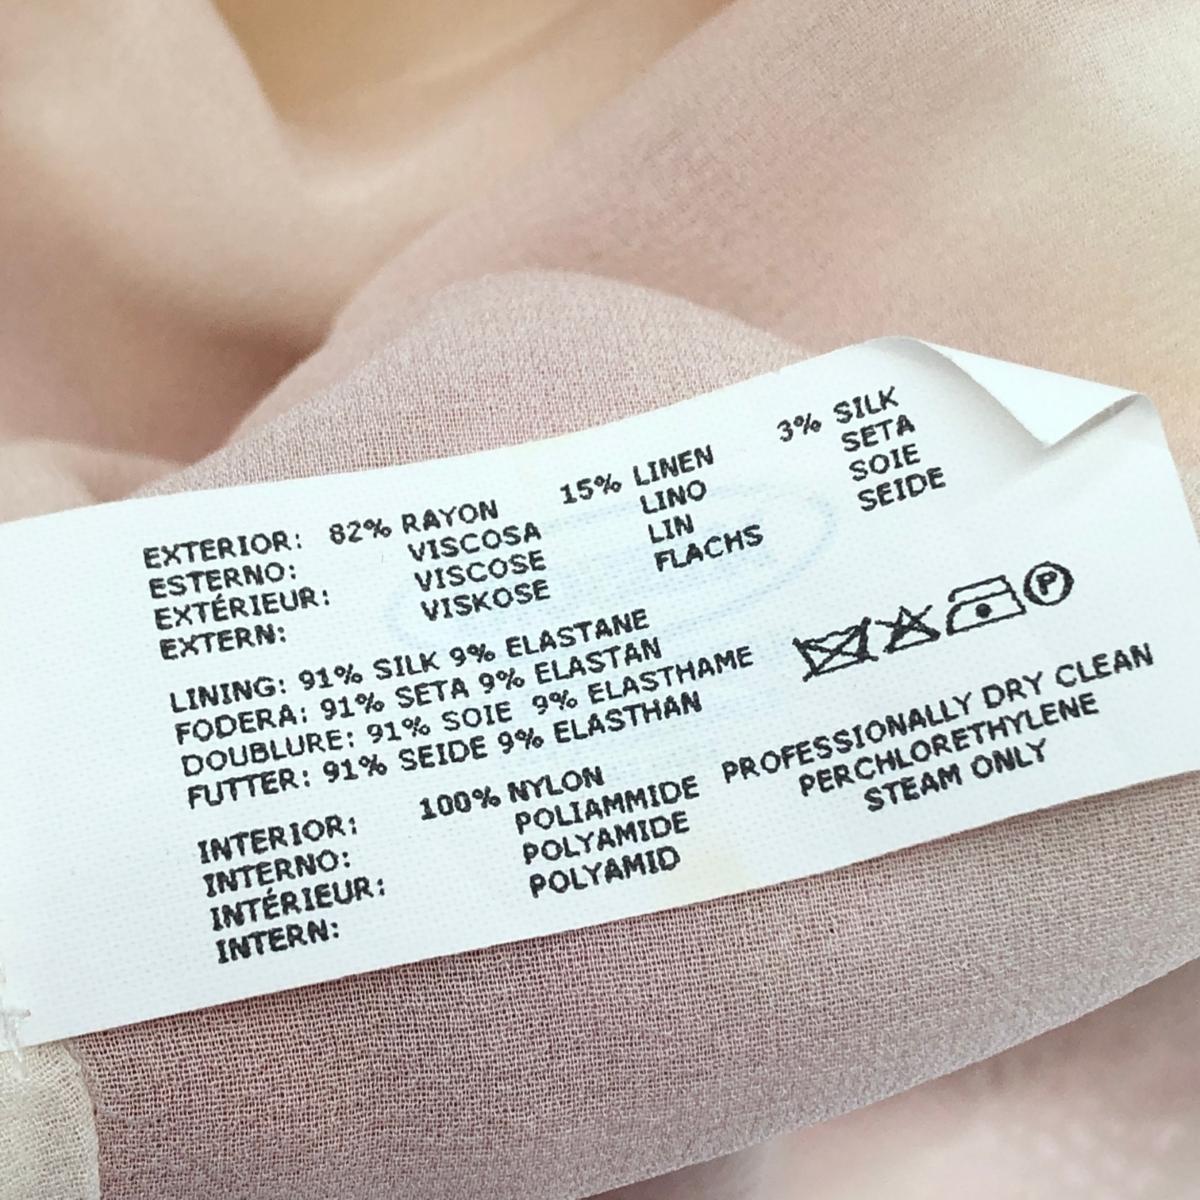 EXTERIOR: 82% RAYON 15% LINEN 3% SILK
ESTERNO: VISCOSA LINO SETA
EXTÉRIEUR: VISCOSE LIN SOIE
EXTERN: VISKOSE FLACHS SEIDE
LINING: 91% SILK 9% ELASTANE
FODERA: 91% SETA 9% ELASTAN
DOUBLURE: 91% SOIE 9% ELASTHAME
FUTTER: 91% SEIDE 9% ELASTHAN
INTERIOR: 100% NYLON
INTERNO: POLIAMMIDE
INTÉRIEUR: POLYAMIDE
INTERN: POLYAMID
P
PROFESSIONALLY DRY CLEAN
PERCHLORETHYLENE
STEAM ONLY